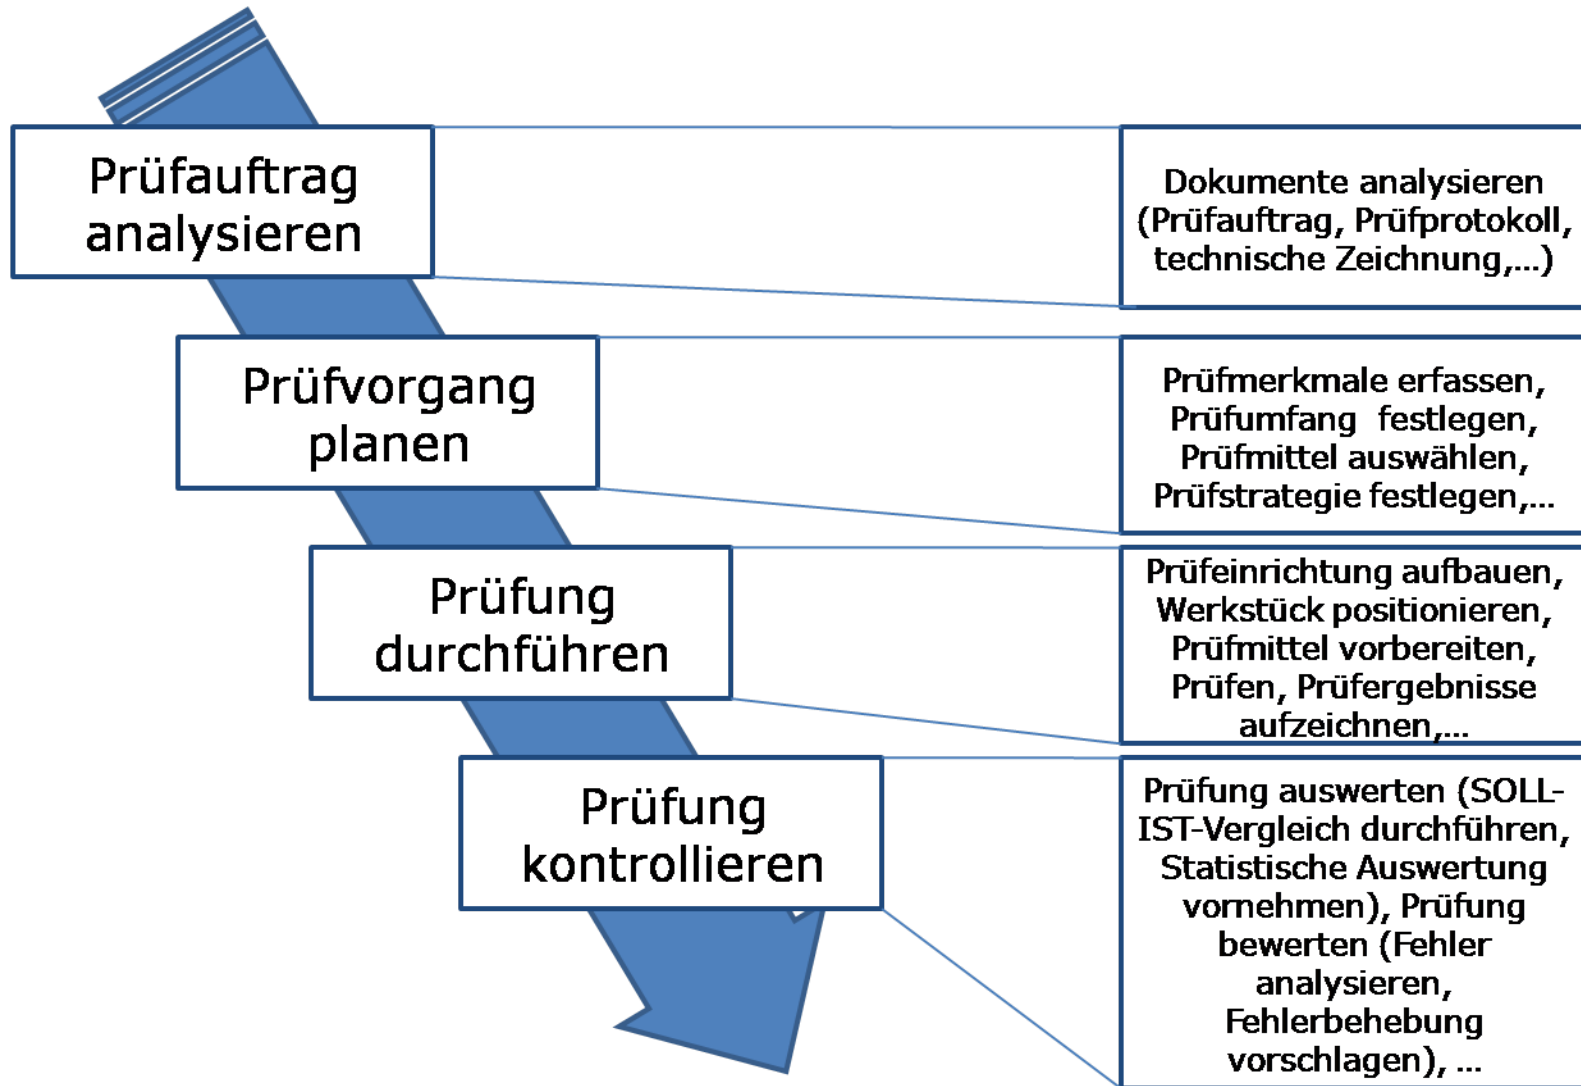 Prüfauftrag
analysieren
Dokumente analysieren
(Prüfauftrag, Prüfprotokoll,
technische Zeichnung,...)
Prüfvorgang
planen
Prüfmerkmale erfassen,
Prüfumfang festlegen,
Prüfmittel auswählen,
Prüfstrategie festlegen,...
Prüfung
durchführen
Prüfeinrichtung aufbauen,
Werkstück positionieren,
Prüfmittel vorbereiten,
Prüfen, Prüfergebnisse
aufzeichnen,...
Prüfung
kontrollieren
Prüfung auswerten (SOLL-
IST-Vergleich durchführen,
Statistische Auswertung
vornehmen), Prüfung
bewerten (Fehler
analysieren,
Fehlerbehebung
vorschlagen), ...